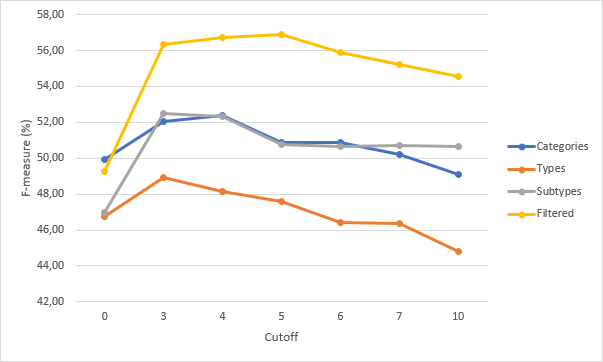 58,00
56,00
54,00
52,00
50,00
48,00
46,00
44,00
42,00
F-measure (%)
0 3 4 5 6 7 10
Cutoff
Categories
Types
Subtypes
Filtered